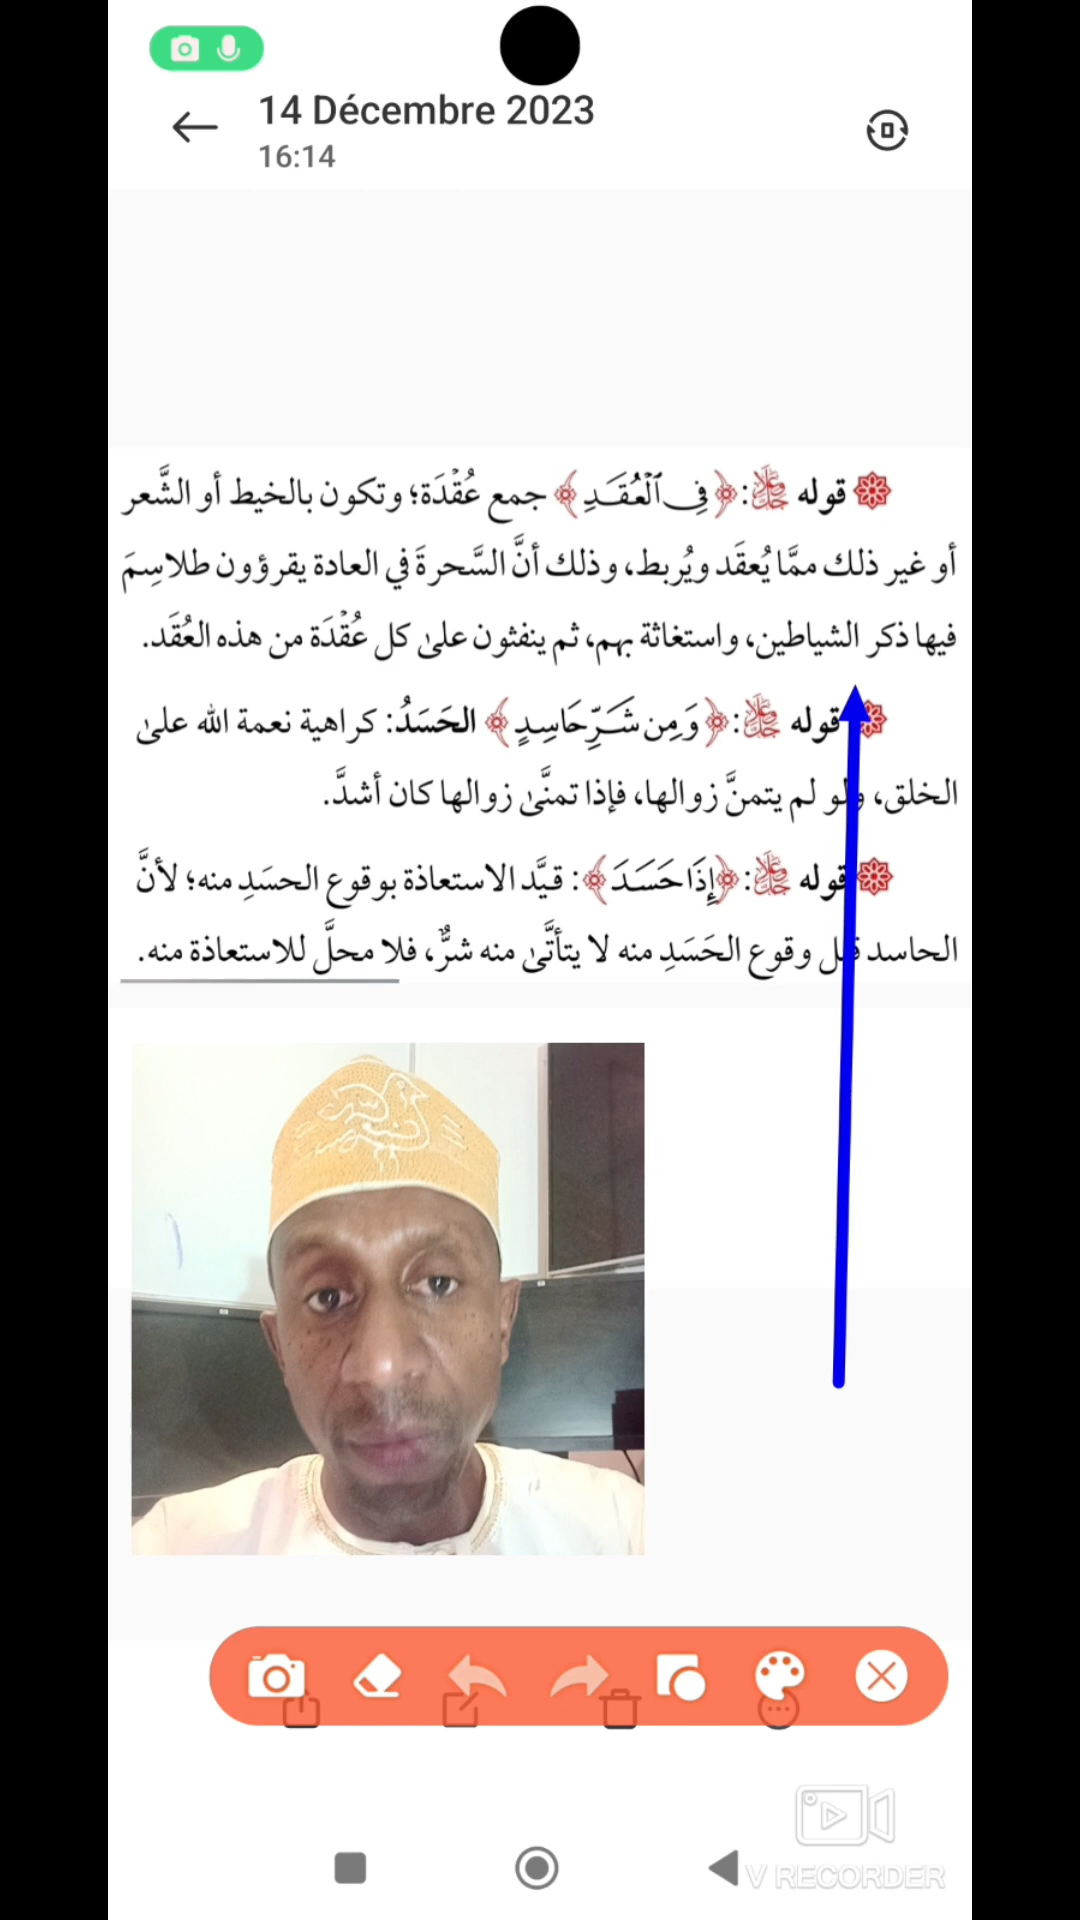 14 Décembre 2023
16:14
قوله ﷻ: ﴿فِي ٱلْعُقَدِ﴾ جمع عُقْدَة؛ وتكون بالخيط أو الشَّعر
أو غير ذلك ممَّا يُعقَد ويُربط، وذلك أنَّ السَّحرةَ في العادة يقرؤون طلاسِمَ
فيها ذكر الشياطين، واستغاثة بهم، ثم ينفثون علىٰ كل عُقْدَة من هذه العُقَد.
قوله ﷻ: ﴿وَمِن شَرِّ حَاسِدٍ﴾ الحَسَدُ: كراهية نعمة الله علىٰ
الخلق، ولو لم يتمنَّ زوالها، فإذا تمنَّىٰ زوالها كان أشدَّ.
قوله ﷻ: ﴿إِذَا حَسَدَ﴾: قيَّد الاستعاذة بوقوع الحسَدِ منه؛ لأنَّ
الحاسد قبل وقوع الحَسَدِ منه لا يتأتَّىٰ منه شرٌّ، فلا محلَّ للاستعاذة منه.
V RECORDER